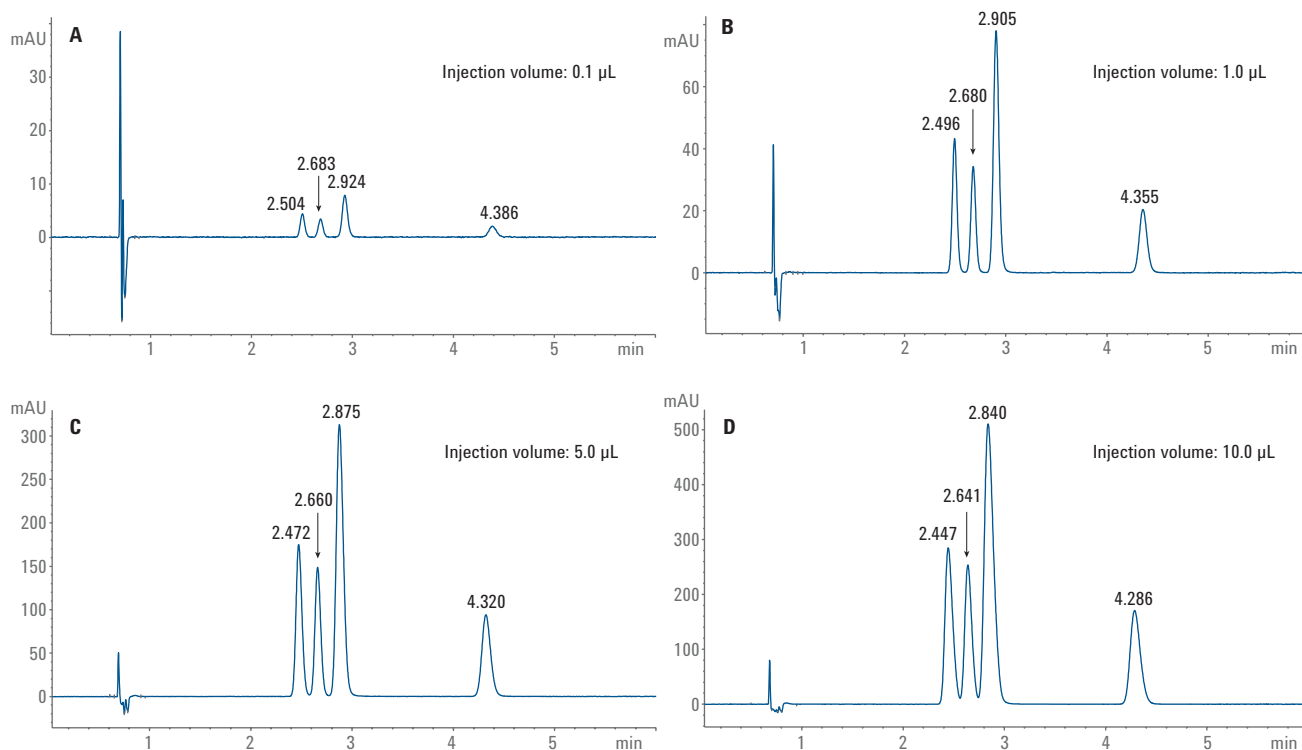 A
mAU
Injection volume: 0.1 µL
30
20
10
0
2.504
2.683
2.924
4.386
1 2 3 4 5 min
B
mAU
Injection volume: 1.0 µL
60
40
20
0
2.496
2.680
2.905
4.355
1 2 3 4 5 min
C
mAU
Injection volume: 5.0 µL
300
250
200
150
100
50
0
2.472
2.660
2.875
4.320
1 2 3 4 5 min
D
mAU
Injection volume: 10.0 µL
500
400
300
200
100
0
2.447
2.641
2.840
4.286
1 2 3 4 5 min